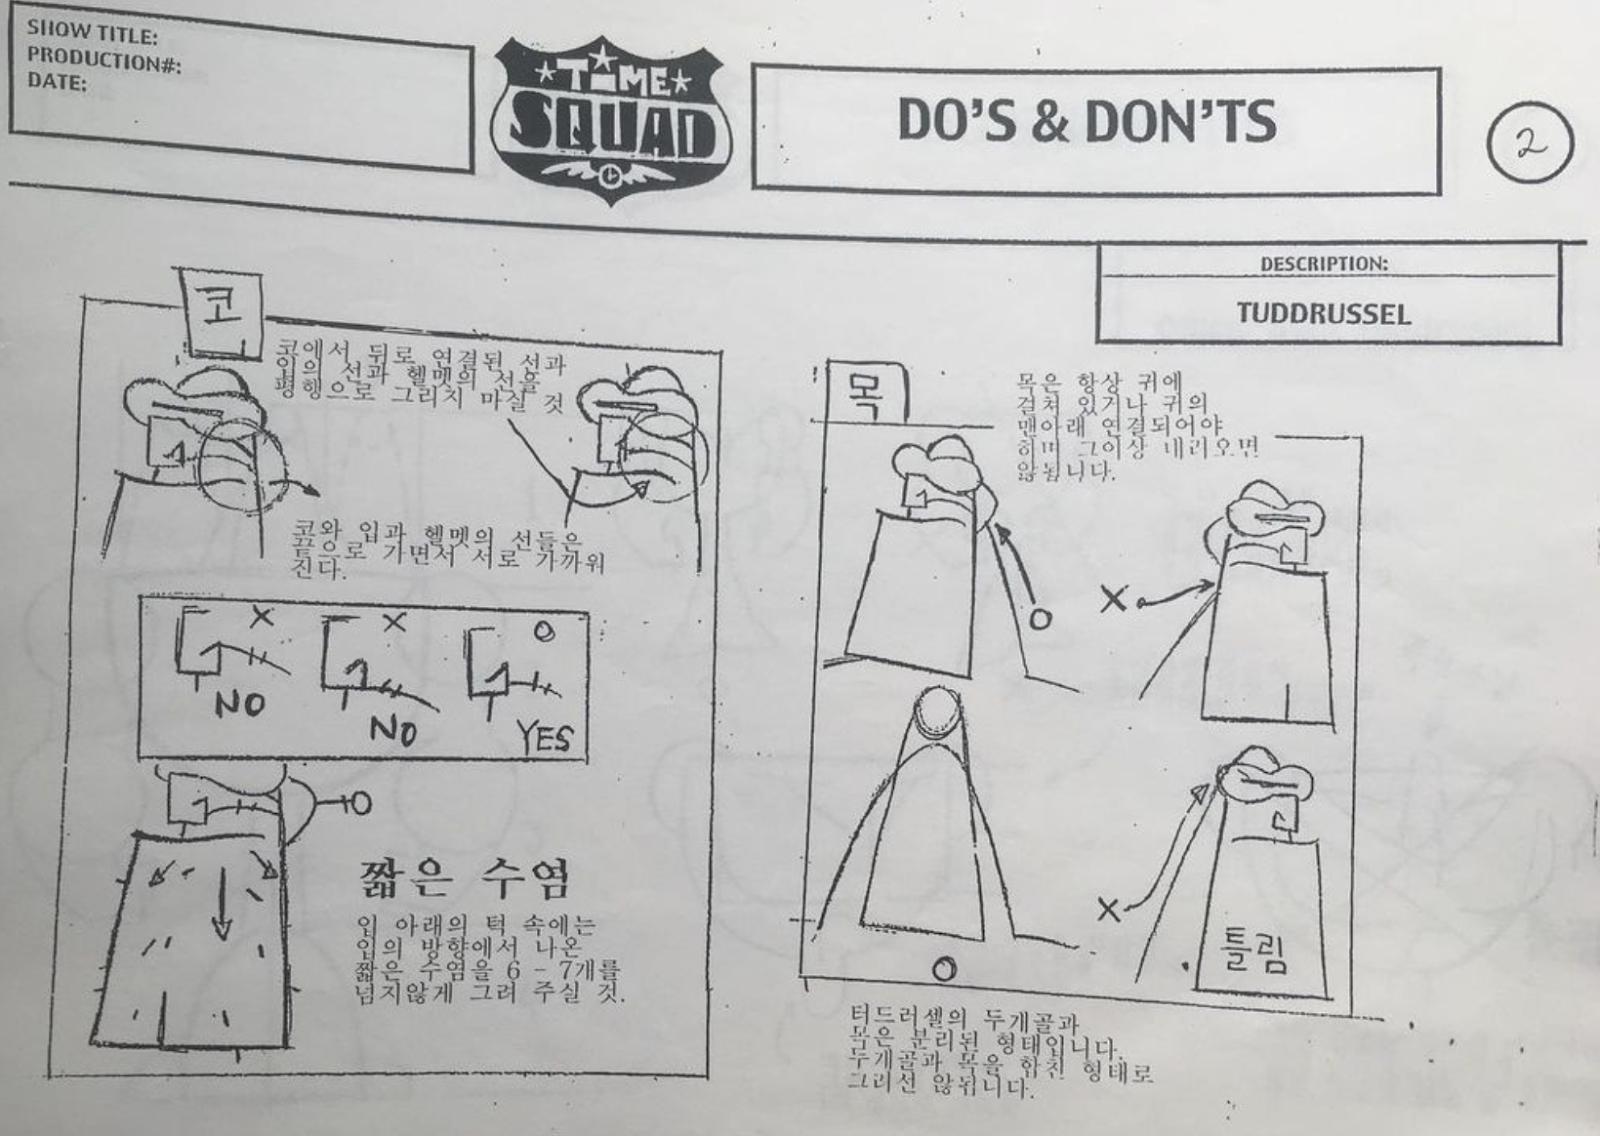 SHOW TITLE:
PRODUCTION#:
DATE:
TIME
SQUAD
DO'S & DON'TS
2
DESCRIPTION:
TUDDRUSSEL
코
코에서 뒤로 연결된 선과
입의 선과 헬멧의 선을
평행으로 그리지 마실 것
코와 입과 헬멧의 선들은
끝으로 가면서 서로 가까워
진다.
X
X
O
NO
NO
YES
O
짧은 수염
입 아래의 턱 속에는
입의 방향에서 나온
짧은 수염을 6 - 7개를
넘지않게 그려 주실 것.
목
목은 항상 귀에
걸쳐 있거나 귀의
맨아래 연결되어야
하며 그이상 내려오면
않됩니다.
O
X
X
O
틀림
터드러셀의 두개골과
목은 분리된 형태입니다.
두개골과 목을 합친 형태로
그리선 않됩니다.